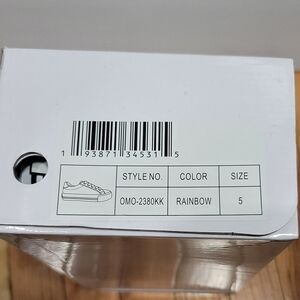 1 93871 34531 5
STYLE NO. COLOR SIZE
OMO-2380KK RAINBOW 5